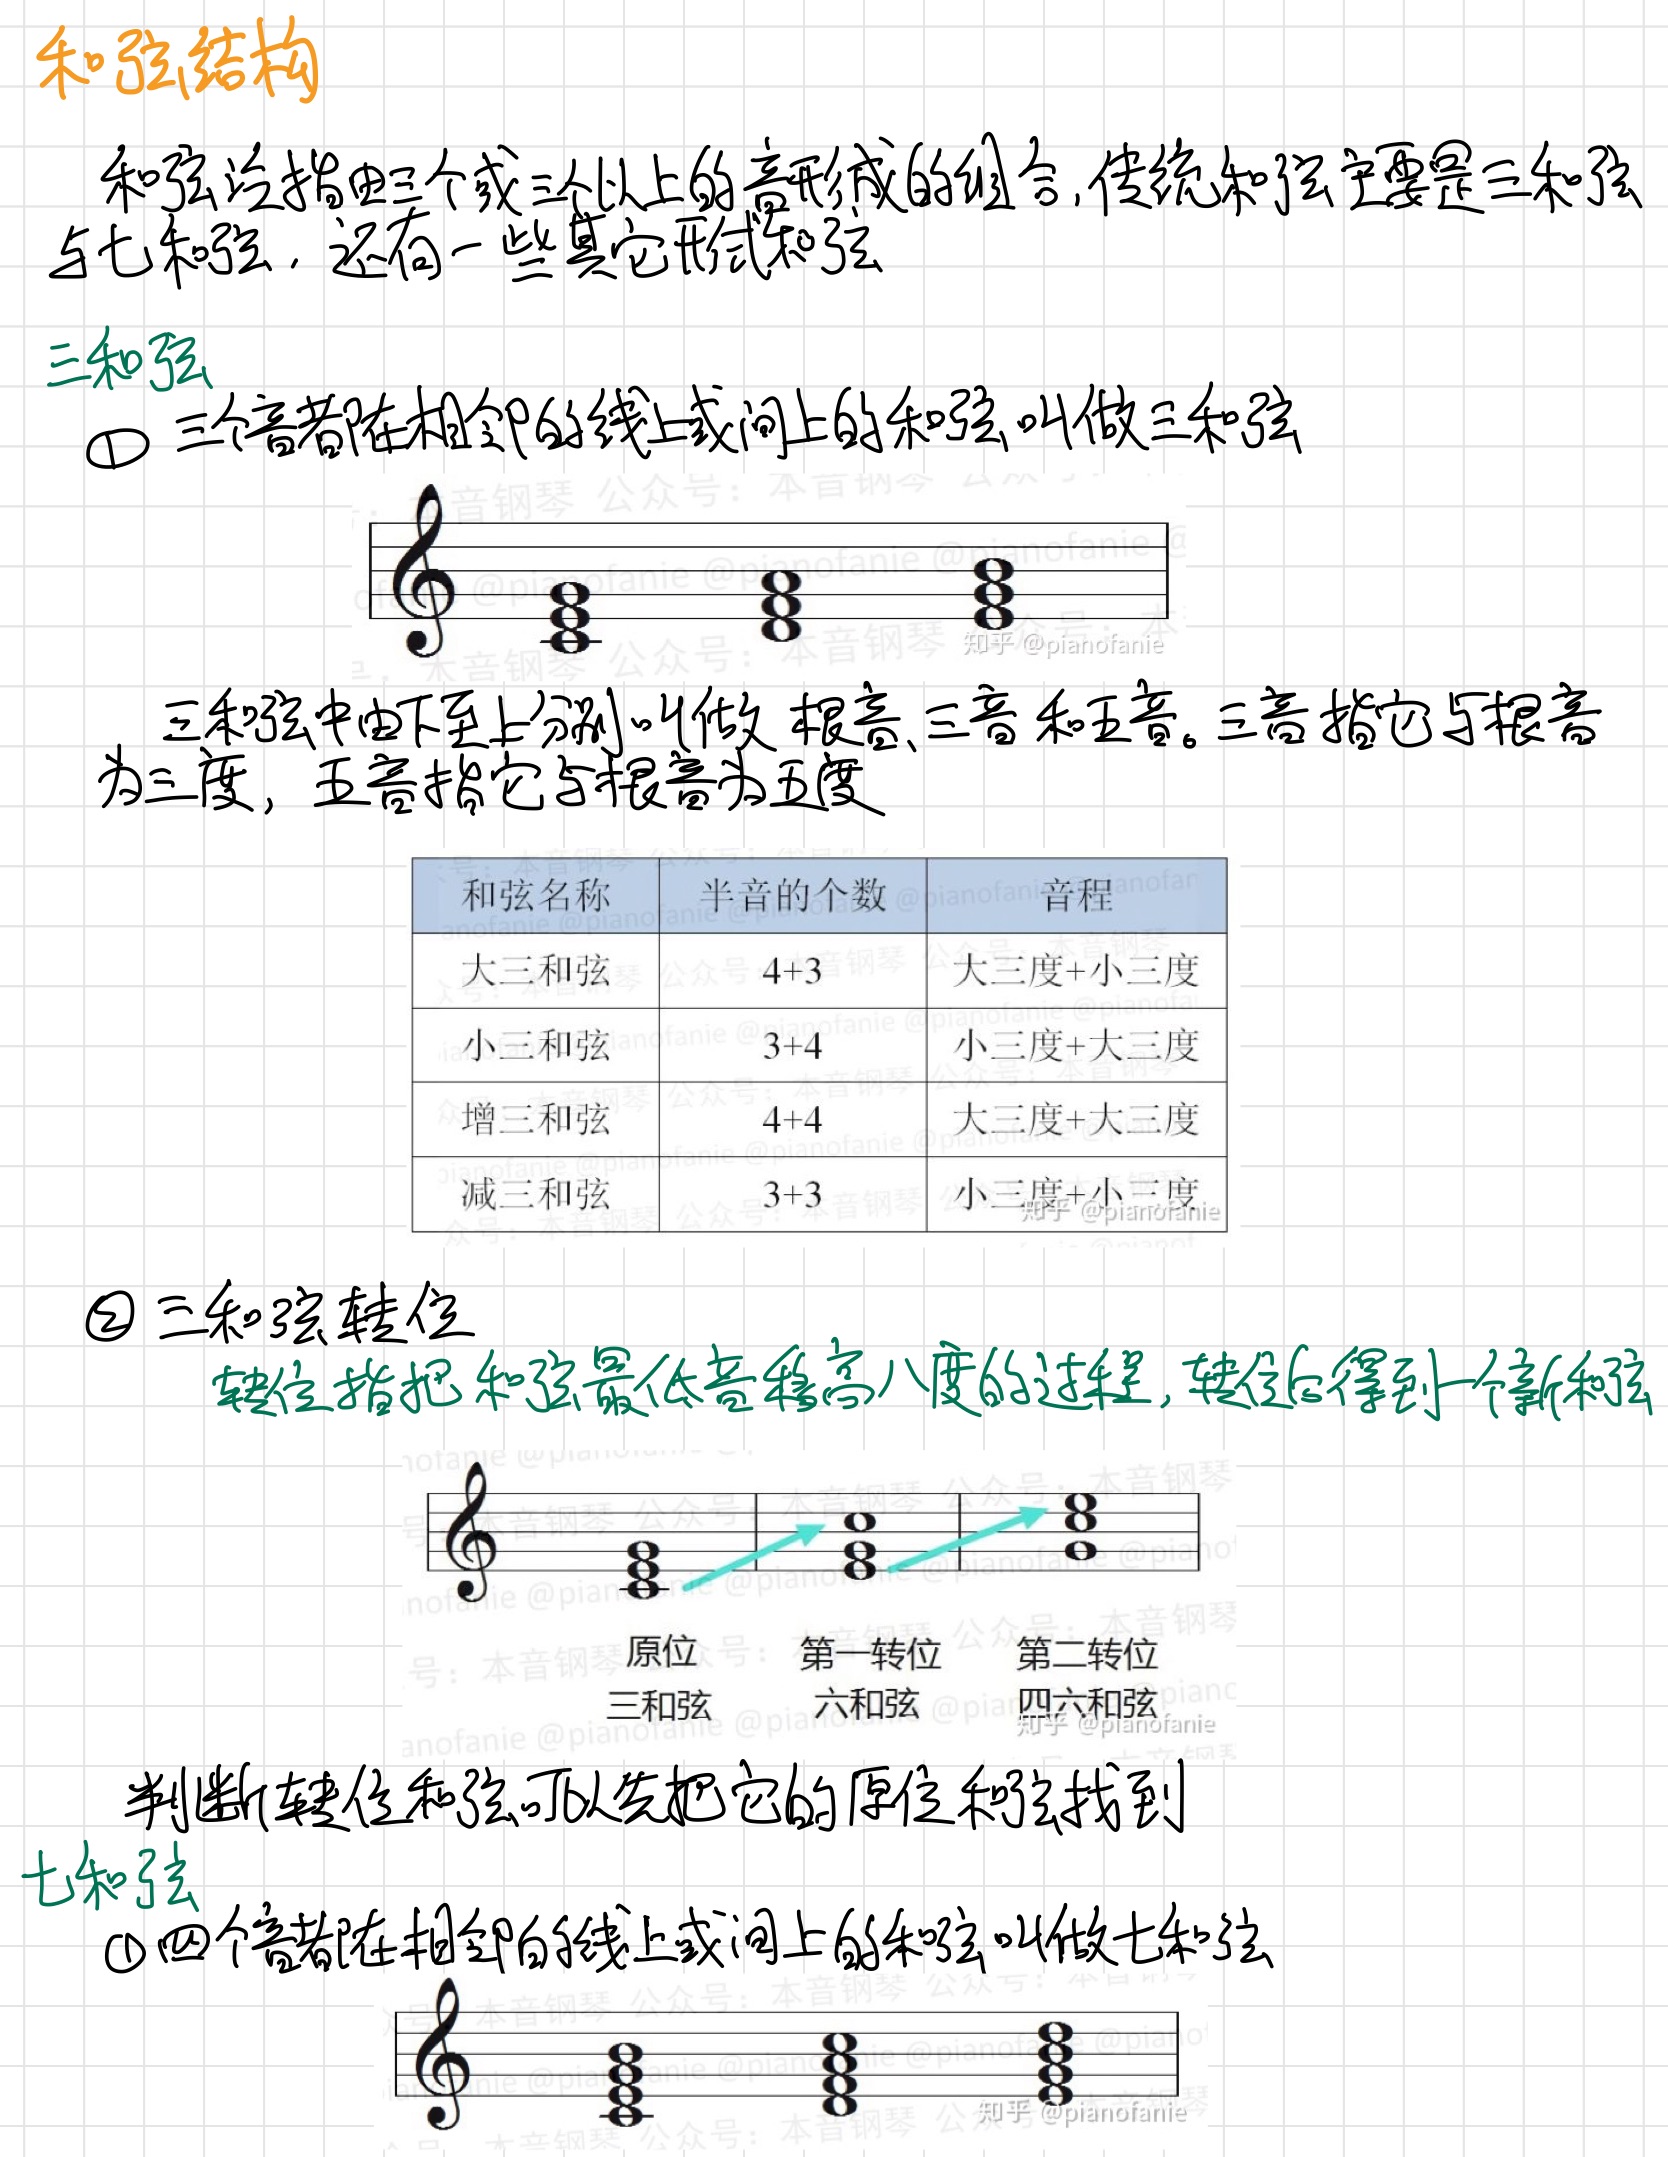 和弦结构
和弦诠指由三个或三个以上的音形成的组合,传统和弦主要是三和弦
与七和弦,还有一些其它形式和弦
三和弦
① 三个音都在相邻的线上或间上的和弦叫做三和弦
知乎 @pianofanie
三和弦中由下至上分别叫做 根音、三音和五音。三音指它与根音
为三度,五音指它与根音为五度
和弦名称 半音的个数 音程
大三和弦 4+3 大三度+小三度
小三和弦 3+4 小三度+大三度
增三和弦 4+4 大三度+大三度
减三和弦 3+3 小三度+小三度
知乎 @pianofanie
② 三和弦转位
转位指把和弦最低音移高八度的过程,转位后得到一个新和弦
原位 第一转位 第二转位
三和弦 六和弦 四六和弦
知乎 @pianofanie
判断转位和弦可以先把它的原位和弦找到
七和弦
① 四个音都在相邻的线上或间上的和弦叫做七和弦
知乎 @pianofanie